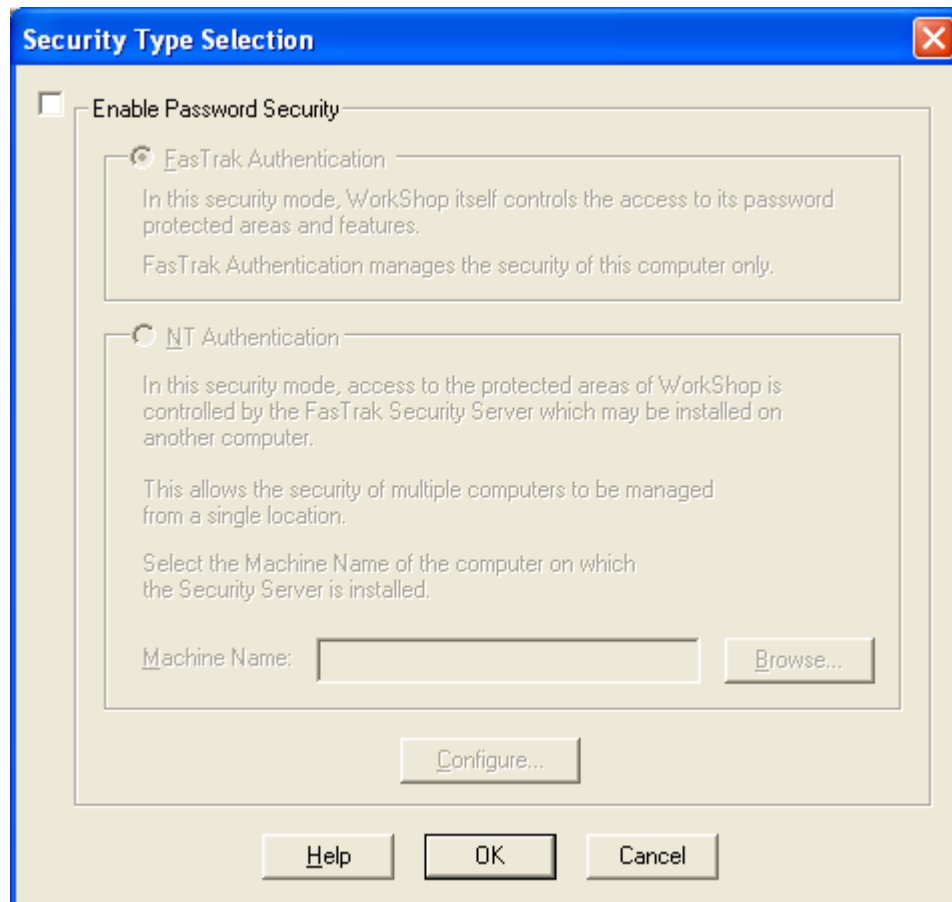 Security Type Selection
Enable Password Security
FasTrak Authentication
In this security mode, WorkShop itself controls the access to its password
protected areas and features.
FasTrak Authentication manages the security of this computer only.
NT Authentication
In this security mode, access to the protected areas of WorkShop is
controlled by the FasTrak Security Server which may be installed on
another computer.
This allows the security of multiple computers to be managed
from a single location.
Select the Machine Name of the computer on which
the Security Server is installed.
Machine Name:
Browse...
Configure...
Help
OK
Cancel